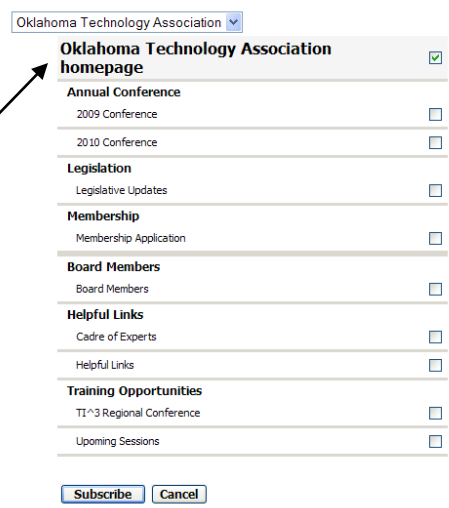 Oklahoma Technology Association
Oklahoma Technology Association
homepage
Annual Conference
2009 Conference
2010 Conference
Legislation
Legislative Updates
Membership
Membership Application
Board Members
Board Members
Helpful Links
Cadre of Experts
Helpful Links
Training Opportunities
TI^3 Regional Conference
Upoming Sessions
Subscribe Cancel